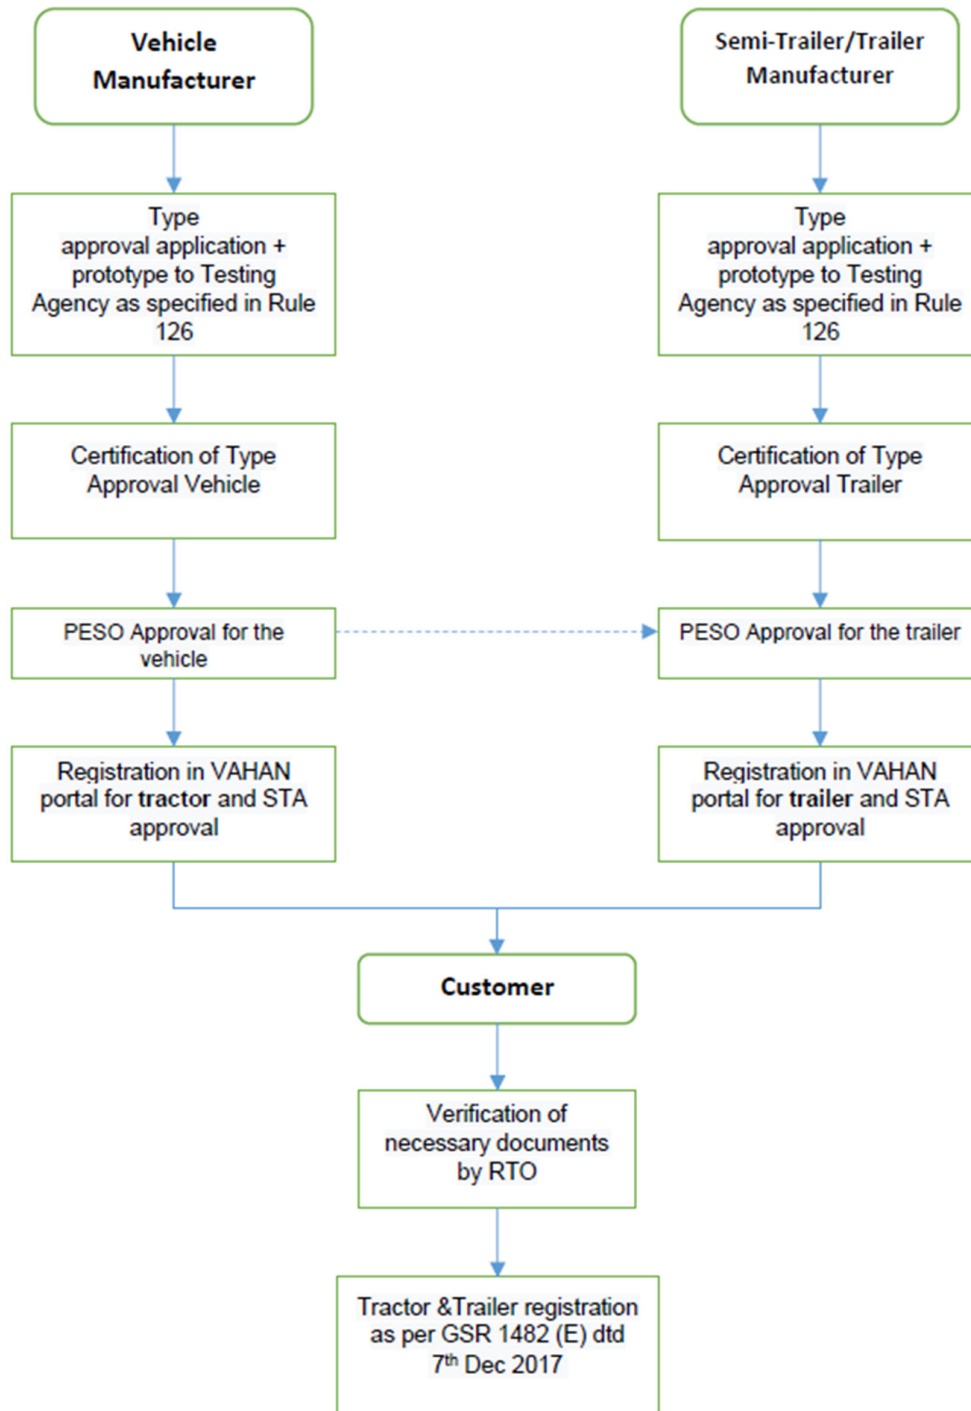 Vehicle
Manufacturer
Type
approval application +
prototype to Testing
Agency as specified in Rule
126
Certification of Type
Approval Vehicle
PESO Approval for the
vehicle
Registration in VAHAN
portal for tractor and STA
approval
Semi-Trailer/Trailer
Manufacturer
Type
approval application +
prototype to Testing
Agency as specified in Rule
126
Certification of Type
Approval Trailer
PESO Approval for the trailer
Registration in VAHAN
portal for trailer and STA
approval
Customer
Verification of
necessary documents
by RTO
Tractor &Trailer registration
as per GSR 1482 (E) dtd
7th Dec 2017